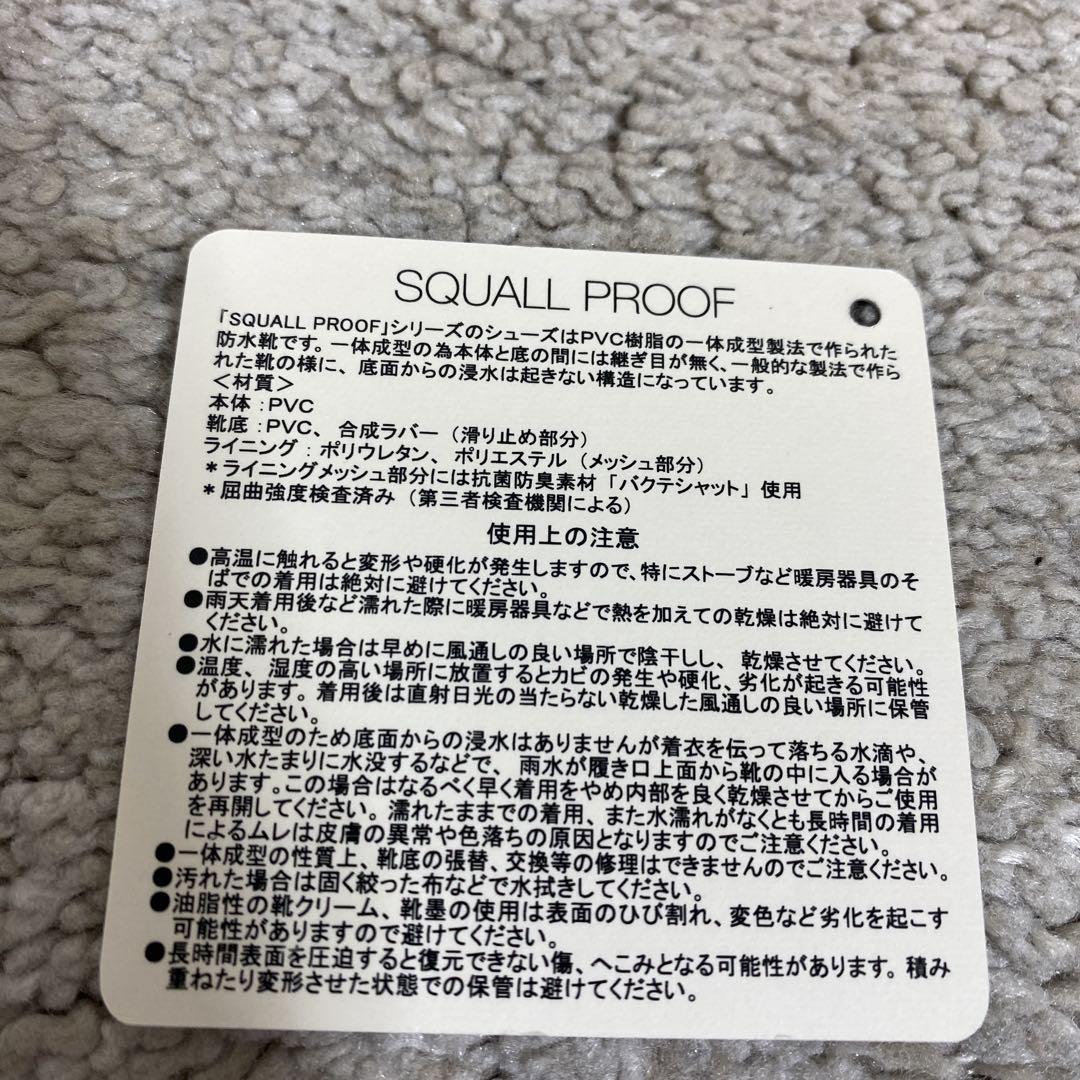 SQUALL PROOF
「SQUALL PROOF」シリーズのシューズはPVC樹脂の一体成型製法で作られた
防水靴です。一体成型の為本体と底の間には継ぎ目が無く、一般的な製法で作ら
れた靴の様に、底面からの浸水は起きない構造になっています。
＜材質＞
本体：PVC
靴底：PVC、合成ラバー（滑り止め部分）
ライニング：ポリウレタン、ポリエステル（メッシュ部分）
＊ライニングメッシュ部分には抗菌防臭素材「バクテシャット」使用
＊屈曲強度検査済み（第三者検査機関による）
使用上の注意
●高温に触れると変形や硬化が発生しますので、特にストーブなど暖房器具のそ
ばでの着用は絶対に避けてください。
●雨天着用後など濡れた際に暖房器具などで熱を加えての乾燥は絶対に避けて
ください。
●水に濡れた場合は早めに風通しの良い場所で陰干しし、乾燥させてください。
●温度、湿度の高い場所に放置するとカビの発生や硬化、劣化が起きる可能性
があります。着用後は直射日光の当たらない乾燥した風通しの良い場所に保管
してください。
●一体成型のため底面からの浸水はありませんが着衣を伝って落ちる水滴や、
深い水たまりに水没するなどで、雨水が履き口上面から靴の中に入る場合が
あります。この場合はなるべく早く着用をやめ内部を良く乾燥させてからご使用
を再開してください。濡れたままでの着用、また水濡れがなくとも長時間の着用
によるムレは皮膚の異常や色落ちの原因となりますのでご注意ください。
●一体成型の性質上、靴底の張替、交換等の修理はできませんのでご注意ください。
●汚れた場合は固く絞った布などで水拭きしてください。
●油脂性の靴クリーム、靴墨の使用は表面のひび割れ、変色など劣化を起こす
可能性がありますので避けてください。
●長時間表面を圧迫すると復元できない傷、へこみとなる可能性があります。積み
重ねたり変形させた状態での保管は避けてください。